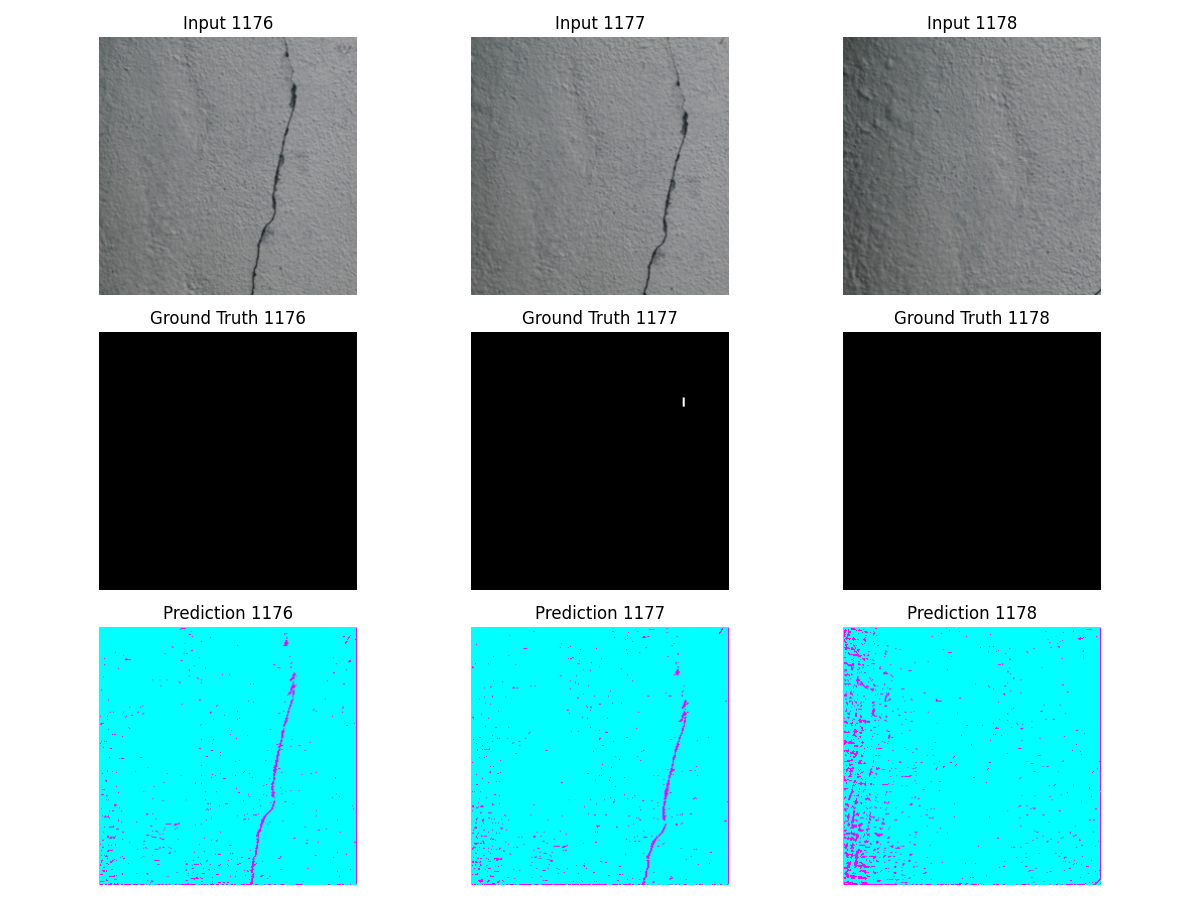 Input 1176
Input 1177
Input 1178
Ground Truth 1176
Ground Truth 1177
Ground Truth 1178
Prediction 1176
Prediction 1177
Prediction 1178